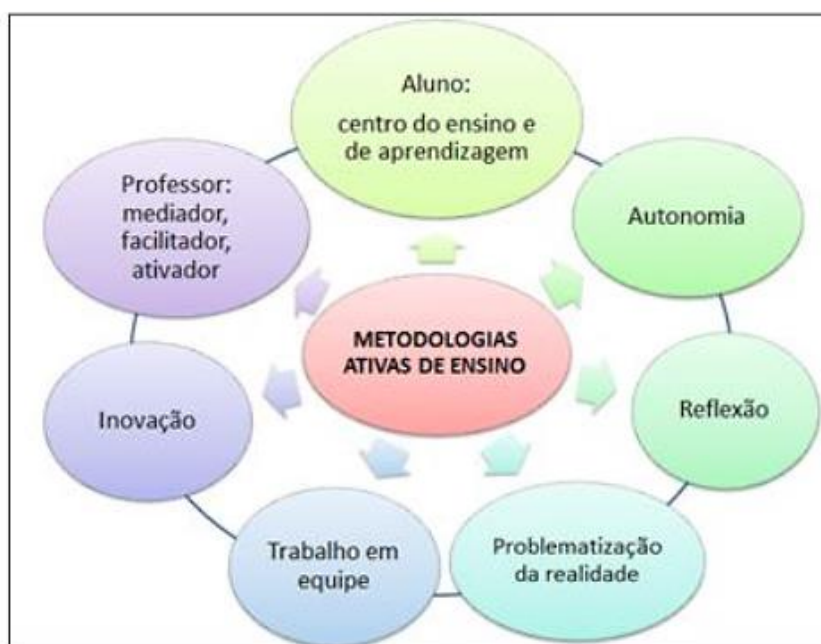 Aluno:
centro do ensino e
de aprendizagem
Autonomia
Reflexão
Problematização
da realidade
Trabalho em
equipe
Inovação
Professor:
mediador,
facilitador,
ativador
METODOLOGIAS
ATIVAS DE ENSINO